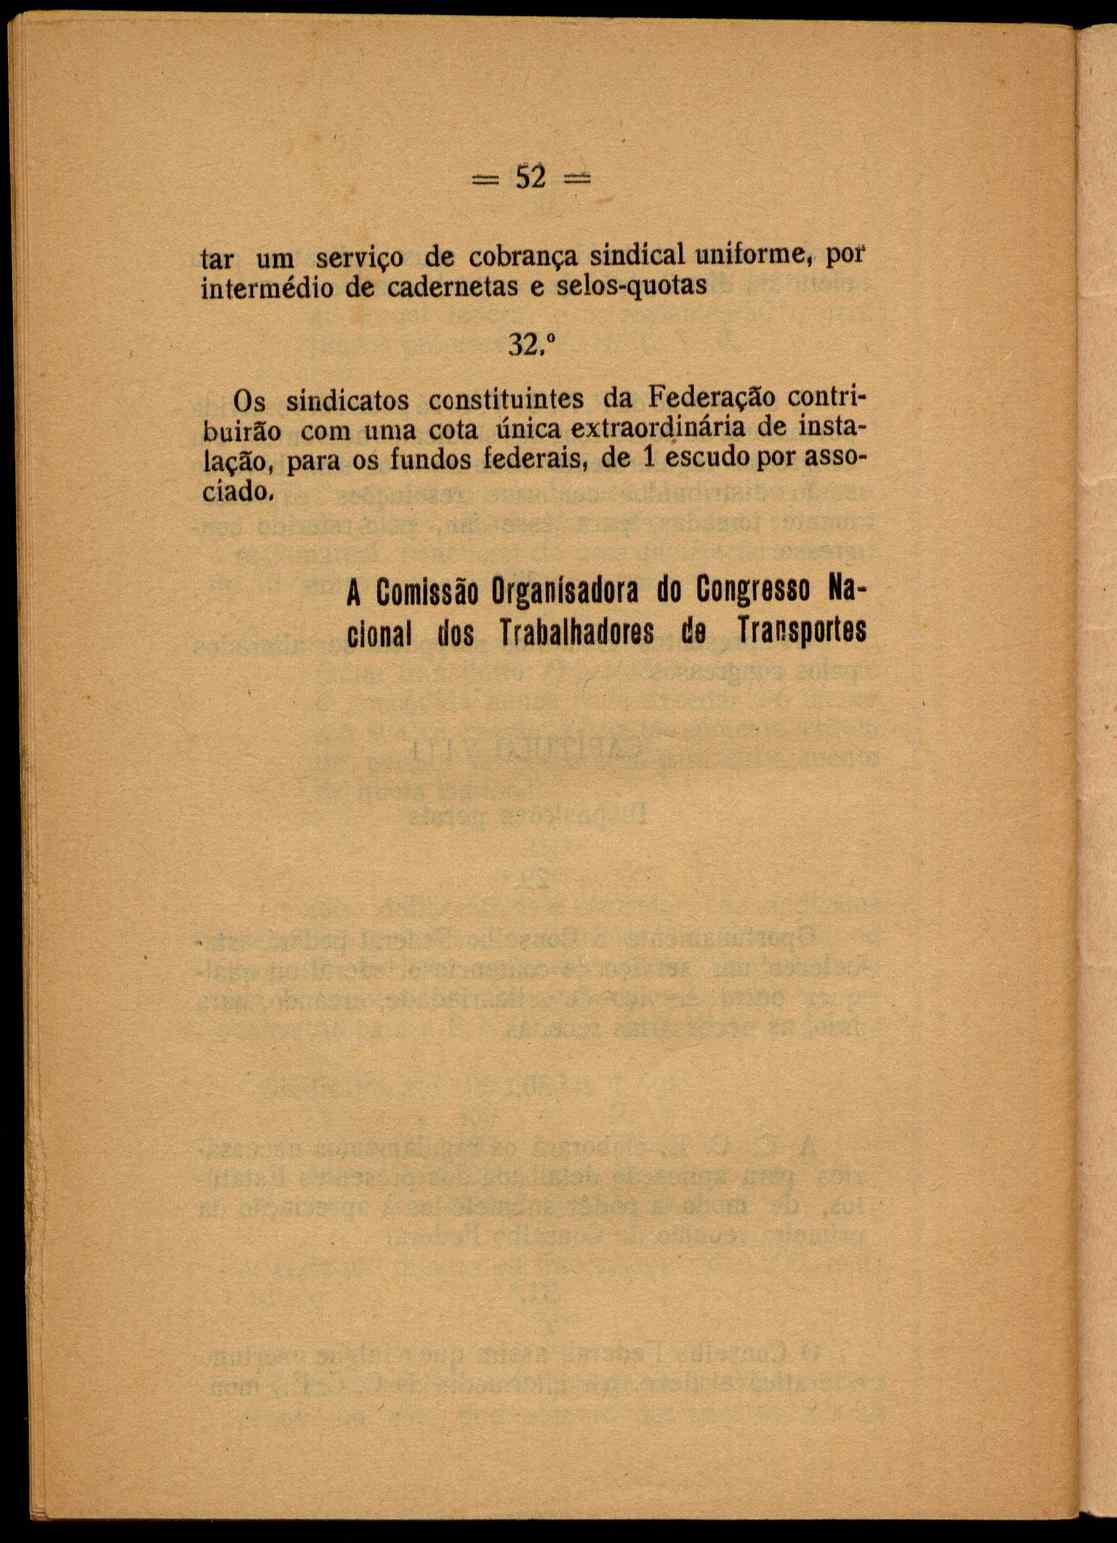 = 52 =
tar um serviço de cobrança sindical uniforme, por
intermédio de cadernetas e selos-quotas
32.º
Os sindicatos constituintes da Federação contri-
buirão com uma cota única extraordinária de insta-
lação, para os fundos federais, de 1 escudo por asso-
ciado.
A Comissão Organisadora do Congresso Na-
cional dos Trabalhadores de Transportes